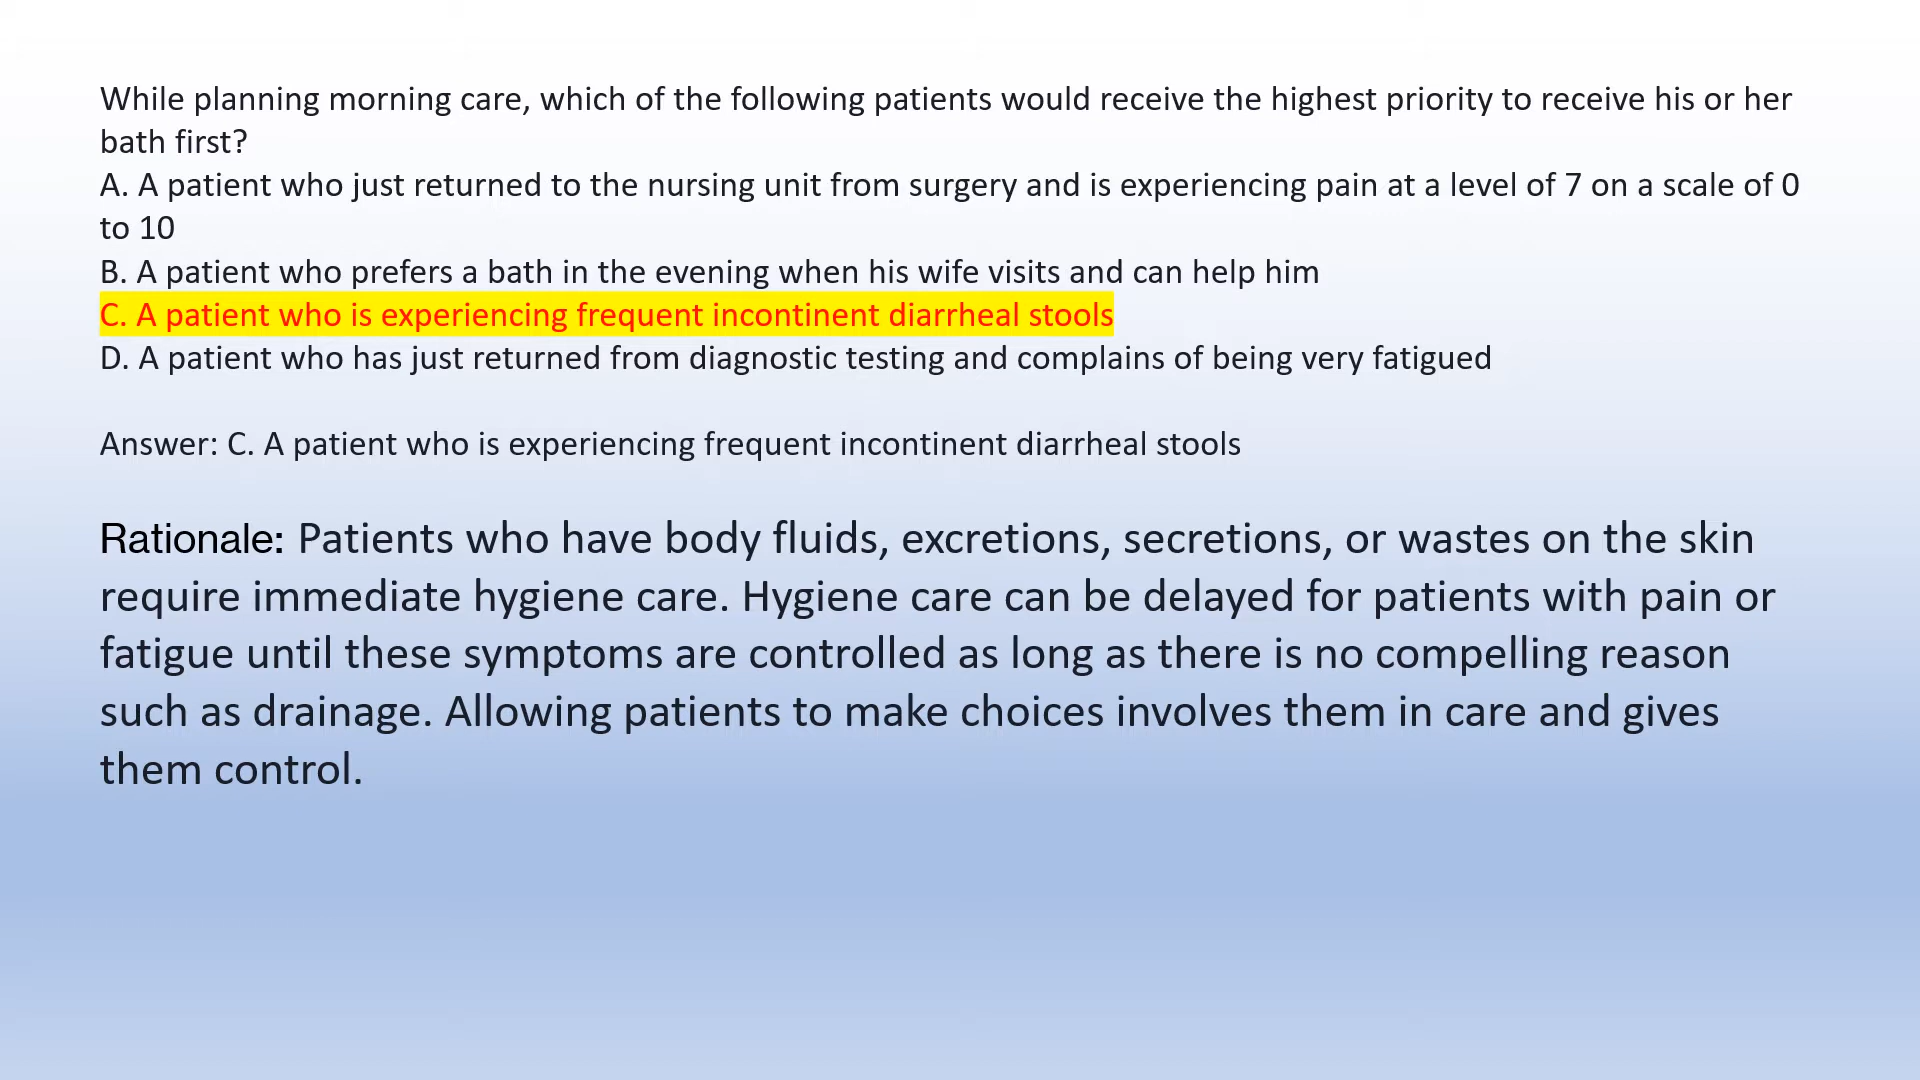 While planning morning care, which of the following patients would receive the highest priority to receive his or her
bath first?
A. A patient who just returned to the nursing unit from surgery and is experiencing pain at a level of 7 on a scale of 0
to 10
B. A patient who prefers a bath in the evening when his wife visits and can help him
C. A patient who is experiencing frequent incontinent diarrheal stools
D. A patient who has just returned from diagnostic testing and complains of being very fatigued
Answer: C. A patient who is experiencing frequent incontinent diarrheal stools
Rationale: Patients who have body fluids, excretions, secretions, or wastes on the skin
require immediate hygiene care. Hygiene care can be delayed for patients with pain or
fatigue until these symptoms are controlled as long as there is no compelling reason
such as drainage. Allowing patients to make choices involves them in care and gives
them control.